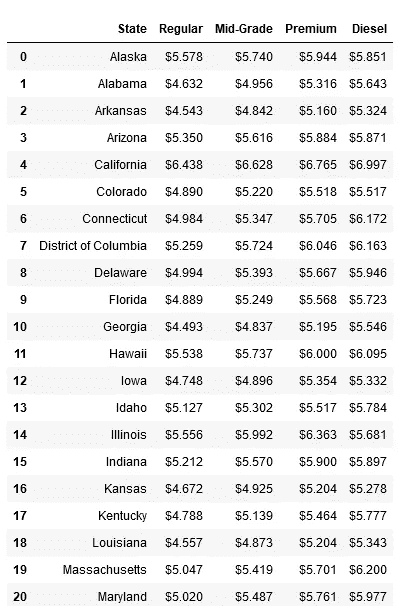 State Regular Mid-Grade Premium Diesel
0 Alaska $5.578 $5.740 $5.944 $5.851
1 Alabama $4.632 $4.956 $5.316 $5.643
2 Arkansas $4.543 $4.842 $5.160 $5.324
3 Arizona $5.350 $5.616 $5.884 $5.871
4 California $6.438 $6.628 $6.765 $6.997
5 Colorado $4.890 $5.220 $5.518 $5.517
6 Connecticut $4.984 $5.347 $5.705 $6.172
7 District of Columbia $5.259 $5.724 $6.046 $6.163
8 Delaware $4.994 $5.393 $5.667 $5.946
9 Florida $4.889 $5.249 $5.568 $5.723
10 Georgia $4.493 $4.837 $5.195 $5.546
11 Hawaii $5.538 $5.737 $6.000 $6.095
12 Iowa $4.748 $4.896 $5.354 $5.332
13 Idaho $5.127 $5.302 $5.517 $5.784
14 Illinois $5.556 $5.992 $6.363 $5.681
15 Indiana $5.212 $5.570 $5.900 $5.897
16 Kansas $4.672 $4.925 $5.204 $5.278
17 Kentucky $4.788 $5.139 $5.464 $5.777
18 Louisiana $4.557 $4.873 $5.204 $5.343
19 Massachusetts $5.047 $5.419 $5.701 $6.200
20 Maryland $5.020 $5.487 $5.761 $5.977